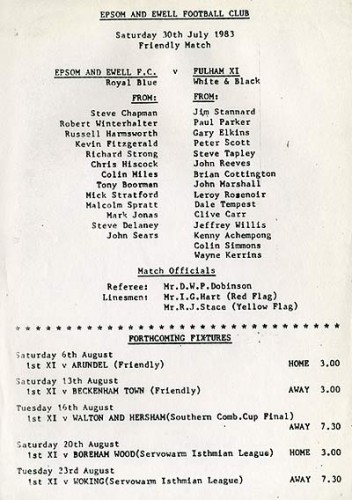 EPSOM AND EWELL FOOTBALL CLUB
Saturday 30th July 1983
Friendly Match
EPSOM AND EWELL F.C. v FULHAM XI
Royal Blue White & Black
FROM: FROM:
Steve Chapman Jim Stannard
Robert Winterhalter Paul Parker
Russell Harmsworth Gary Elkins
Kevin Fitzgerald Peter Scott
Richard Strong Steve Tapley
Chris Hiscock John Reeves
Colin Miles Brian Cottington
Tony Boorman John Marshall
Mick Stratford Leroy Rosenoir
Malcolm Spratt Dale Tempest
Mark Jonas Clive Carr
Steve Delaney Jeffrey Willis
John Sears Kenny Achempong
Colin Simmons
Wayne Kerrins
Match Officials
Referee: Mr.D.W.P.Dobinson
Linesmen: Mr.I.G.Hart (Red Flag)
Mr.R.J.Stace (Yellow Flag)
* * * * * * * * * * * * * * * * * * * * * * * * * * * * * * *
FORTHCOMING FIXTURES
Saturday 6th August
1st XI v ARUNDEL (Friendly) HOME 3.00
Saturday 13th August
1st XI v BECKENHAM TOWN (Friendly) AWAY 3.00
Tuesday 16th August
1st XI v WALTON AND HERSHAM(Southern Comb.Cup Final)
AWAY 7.30
Saturday 20th August
1st XI v BOREHAM WOOD(Servowarm Isthmian League) HOME 3.00
Tuesday 23rd August
1st XI v WOKING(Servowarm Isthmian League) AWAY 7.30